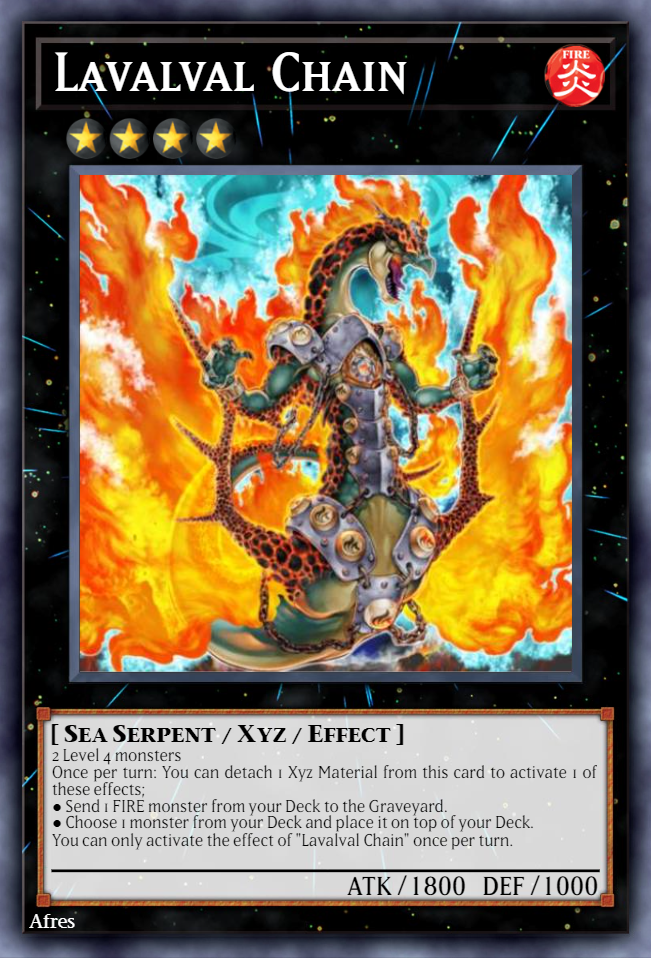 Lavalval Chain
FIRE
炎
[ Sea Serpent / Xyz / Effect ]
2 Level 4 monsters
Once per turn: You can detach 1 Xyz Material from this card to activate 1 of
these effects;
● Send 1 FIRE monster from your Deck to the Graveyard.
● Choose 1 monster from your Deck and place it on top of your Deck.
You can only activate the effect of "Lavalval Chain" once per turn.
ATK / 1800 DEF / 1000
Afres